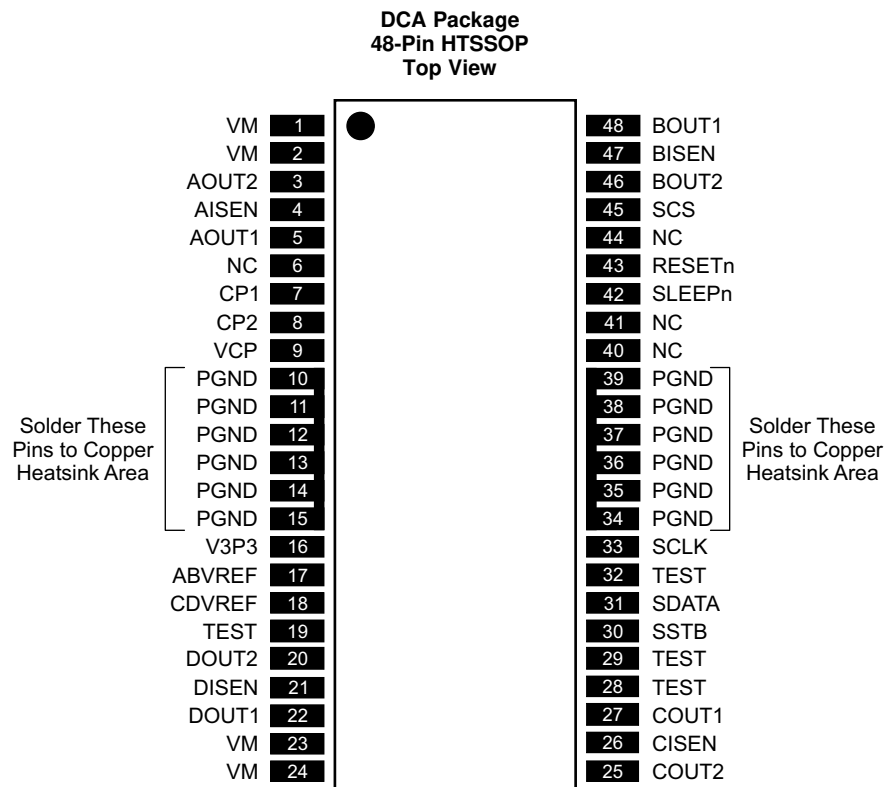 DCA Package
48-Pin HTSSOP
Top View
VM 1
VM 2
AOUT2 3
AISEN 4
AOUT1 5
NC 6
CP1 7
CP2 8
VCP 9
PGND 10
PGND 11
PGND 12
PGND 13
PGND 14
PGND 15
V3P3 16
ABVREF 17
CDVREF 18
TEST 19
DOUT2 20
DISEN 21
DOUT1 22
VM 23
VM 24
Solder These
Pins to Copper
Heatsink Area
48 BOUT1
47 BISEN
46 BOUT2
45 SCS
44 NC
43 RESETn
42 SLEEPn
41 NC
40 NC
39 PGND
38 PGND
37 PGND
36 PGND
35 PGND
34 PGND
33 SCLK
32 TEST
31 SDATA
30 SSTB
29 TEST
28 TEST
27 COUT1
26 CISEN
25 COUT2
Solder These
Pins to Copper
Heatsink Area